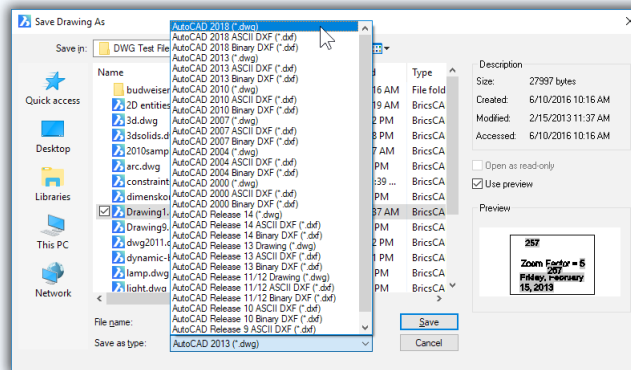 Save Drawing As
Save in:
DWG Test File
Quick access
Desktop
Libraries
This PC
Network
Name
budweiser
2D entities
3d.dwg
3dsolids.d
2010samp
arc.dwg
constraint
dimenskor
Drawing1.
Drawing9.
dwg2011.d
dynamic-b
lamp.dwg
light.dwg
AutoCAD 2018 (*.dwg)
AutoCAD 2018 ASCII DXF (*.dxf)
AutoCAD 2018 Binary DXF (*.dxf)
AutoCAD 2013 (*.dwg)
AutoCAD 2013 ASCII DXF (*.dxf)
AutoCAD 2013 Binary DXF (*.dxf)
AutoCAD 2010 (*.dwg)
AutoCAD 2010 ASCII DXF (*.dxf)
AutoCAD 2010 Binary DXF (*.dxf)
AutoCAD 2007 (*.dwg)
AutoCAD 2007 ASCII DXF (*.dxf)
AutoCAD 2007 Binary DXF (*.dxf)
AutoCAD 2004 (*.dwg)
AutoCAD 2004 ASCII DXF (*.dxf)
AutoCAD 2004 Binary DXF (*.dxf)
AutoCAD 2000 (*.dwg)
AutoCAD 2000 ASCII DXF (*.dxf)
AutoCAD 2000 Binary DXF (*.dxf)
AutoCAD Release 14 (*.dwg)
AutoCAD Release 14 ASCII DXF (*.dxf)
AutoCAD Release 14 Binary DXF (*.dxf)
AutoCAD Release 13 Drawing (*.dwg)
AutoCAD Release 13 ASCII DXF (*.dxf)
AutoCAD Release 13 Binary DXF (*.dxf)
AutoCAD Release 11/12 Drawing (*.dwg)
AutoCAD Release 11/12 ASCII DXF (*.dxf)
AutoCAD Release 11/12 Binary DXF (*.dxf)
AutoCAD Release 10 ASCII DXF (*.dxf)
AutoCAD Release 10 Binary DXF (*.dxf)
AutoCAD Release 9 ASCII DXF (*.dxf)
Type
16 AM File fold
19 AM BricsCA
2 PM BricsCA
8 PM BricsCA
7 AM BricsCA
PM BricsCA
:39 ... BricsCA
PM BricsCA
37 AM BricsCA
PM BricsCA
2 PM BricsCA
1 PM BricsCA
PM BricsCA
PM BricsCA
File name:
Save
Save as type:
AutoCAD 2013 (*.dwg)
Cancel
Description
Size: 27997 bytes
Created: 6/10/2016 10:16 AM
Modified: 2/15/2013 11:37 AM
Accessed: 6/10/2016 10:16 AM
Open as read-only
Use preview
Preview
257
Zoom Factor = 5
267
Friday, February
15, 2013